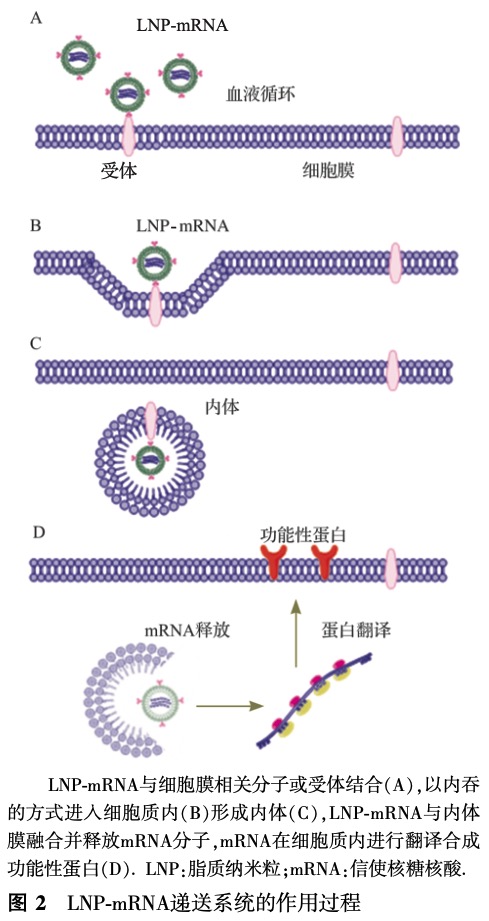 A
LNP-mRNA
血液循环
受体
细胞膜
B
LNP-mRNA
C
内体
D
功能性蛋白
mRNA释放
蛋白翻译
LNP-mRNA与细胞膜相关分子或受体结合(A),以内吞
的方式进入细胞质内(B)形成内体(C),LNP-mRNA与内体
膜融合并释放mRNA分子,mRNA在细胞质内进行翻译合成
功能性蛋白(D). LNP:脂质纳米粒;mRNA:信使核糖核酸.
图 2 LNP-mRNA递送系统的作用过程